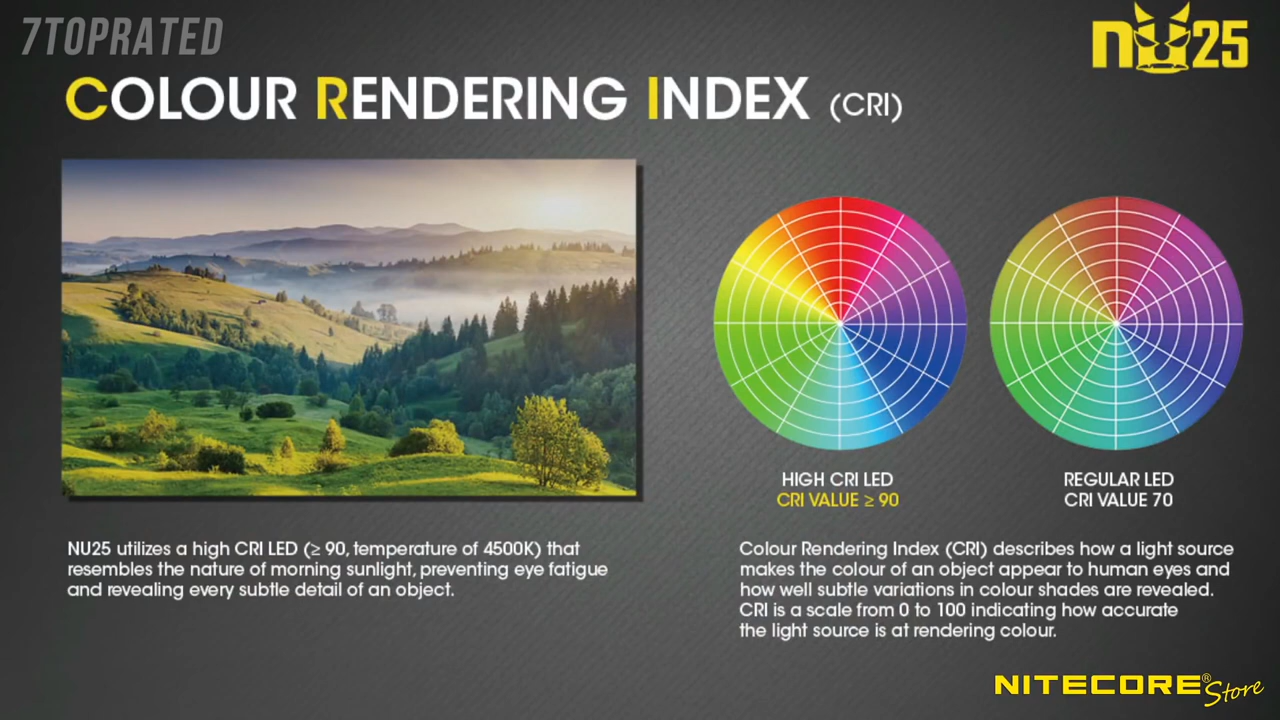 7TOPRATED
nu25
COLOUR RENDERING INDEX (CRI)
HIGH CRI LED
CRI VALUE ≥ 90
REGULAR LED
CRI VALUE 70
NU25 utilizes a high CRI LED (≥ 90, temperature of 4500K) that
resembles the nature of morning sunlight, preventing eye fatigue
and revealing every subtle detail of an object.
Colour Rendering Index (CRI) describes how a light source
makes the colour of an object appear to human eyes and
how well subtle variations in colour shades are revealed.
CRI is a scale from 0 to 100 indicating how accurate
the light source is at rendering colour.
NITECORE® Store